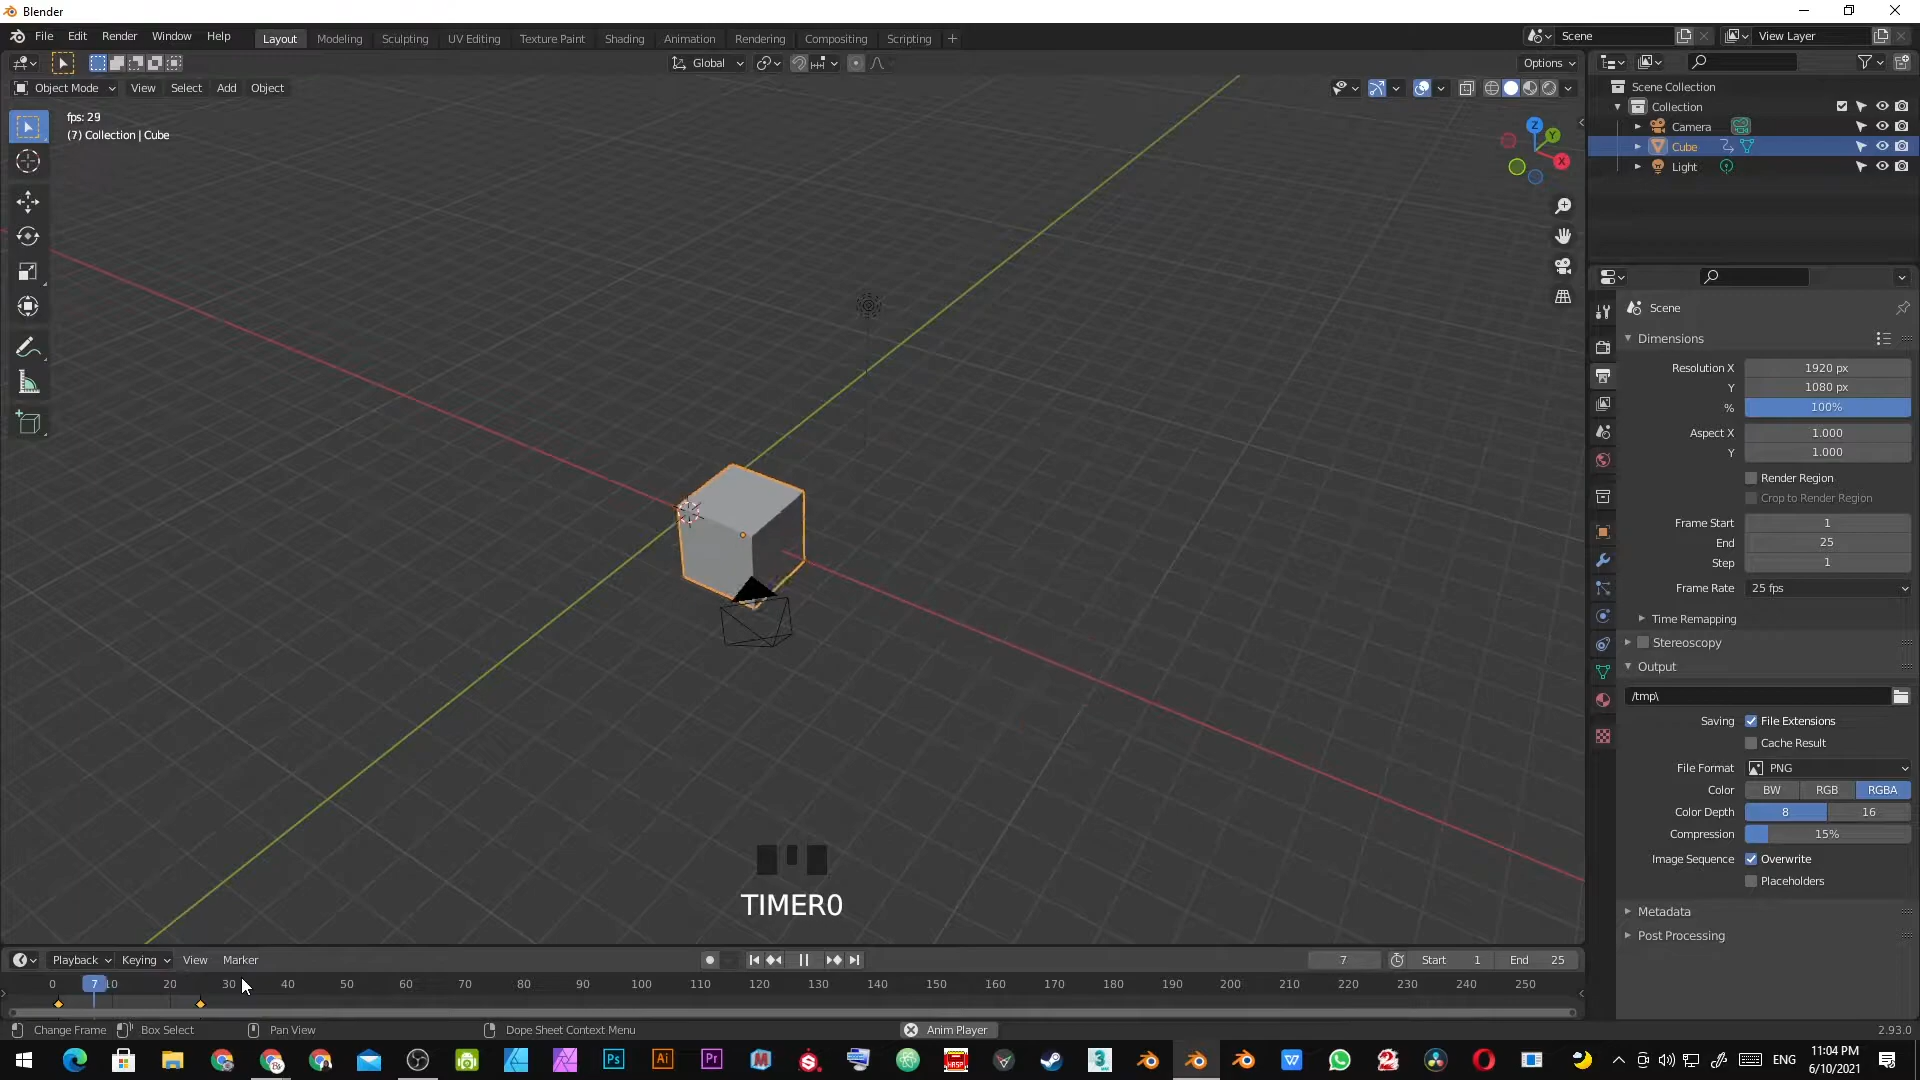 Blender
File Edit Render Window Help
Layout Modeling Sculpting UV Editing Texture Paint Shading Animation Rendering Compositing Scripting
Scene
View Layer
Global
Options
Object Mode View Select Add Object
fps: 29
(7) Collection | Cube
Z
Y
X
TIMER0
Scene Collection
Collection
Camera
Cube
Light
Scene
Dimensions
Resolution X 1920 px
Y 1080 px
% 100%
Aspect X 1.000
Y 1.000
Render Region
Crop to Render Region
Frame Start 1
End 25
Step 1
Frame Rate 25 fps
Time Remapping
Stereoscopy
Output
/tmp\
Saving File Extensions
Cache Result
File Format PNG
Color BW RGB RGBA
Color Depth 8 16
Compression 15%
Image Sequence Overwrite
Placeholders
Metadata
Post Processing
Playback Keying View Marker
7 Start 1 End 25
0 7 10 20 30 40 50 60 70 80 90 100 110 120 130 140 150 160 170 180 190 200 210 220 230 240 250
Change Frame Box Select Pan View Dope Sheet Context Menu Anim Player 2.93.0
Ps Ai Pr
ENG
11:04 PM
6/10/2021